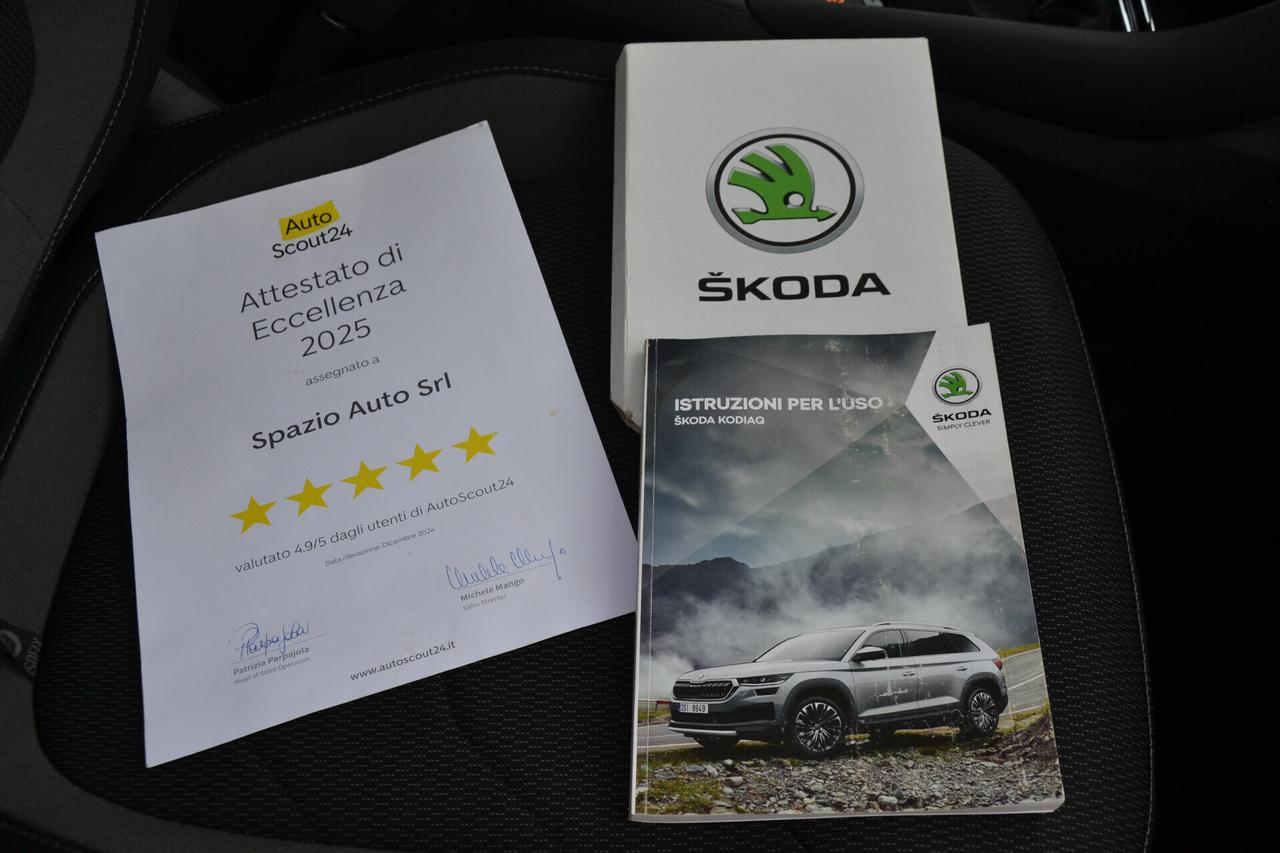 Auto
Scout24
Attestato di
Eccellenza
2025
assegnato a
Spazio Auto Srl
valutato 4.9/5 dagli utenti di AutoScout24
Data rilevazione: Dicembre 2024
Michele Mango
Sales Director
Patrizia Parpajola
Head of Sales Operation
www.autoscout24.it
ŠKODA
ISTRUZIONI PER L'USO
ŠKODA KODIAQ
ŠKODA
SIMPLY CLEVER
3SI 8949